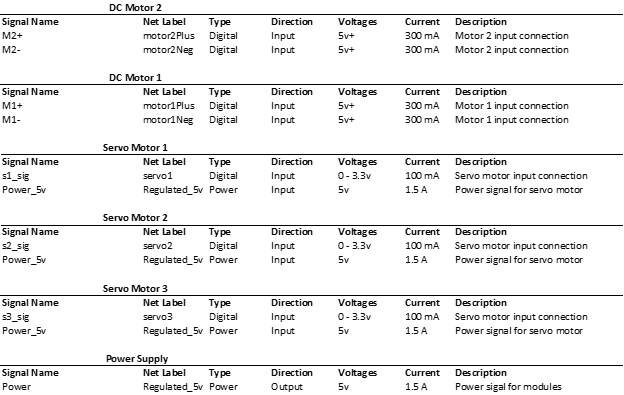 DC Motor 2
Signal Name Net Label Type Direction Voltages Current Description
M2+ motor2Plus Digital Input 5v+ 300 mA Motor 2 input connection
M2- motor2Neg Digital Input 5v+ 300 mA Motor 2 input connection
DC Motor 1
Signal Name Net Label Type Direction Voltages Current Description
M1+ motor1Plus Digital Input 5v+ 300 mA Motor 1 input connection
M1- motor1Neg Digital Input 5v+ 300 mA Motor 1 input connection
Servo Motor 1
Signal Name Net Label Type Direction Voltages Current Description
s1_sig servo1 Digital Input 0 - 3.3v 100 mA Servo motor input connection
Power_5v Regulated_5v Power Input 5v 1.5 A Power signal for servo motor
Servo Motor 2
Signal Name Net Label Type Direction Voltages Current Description
s2_sig servo2 Digital Input 0 - 3.3v 100 mA Servo motor input connection
Power_5v Regulated_5v Power Input 5v 1.5 A Power signal for servo motor
Servo Motor 3
Signal Name Net Label Type Direction Voltages Current Description
s3_sig servo3 Digital Input 0 - 3.3v 100 mA Servo motor input connection
Power_5v Regulated_5v Power Input 5v 1.5 A Power signal for servo motor
Power Supply
Signal Name Net Label Type Direction Voltages Current Description
Power Regulated_5v Power Output 5v 1.5 A Power sigal for modules